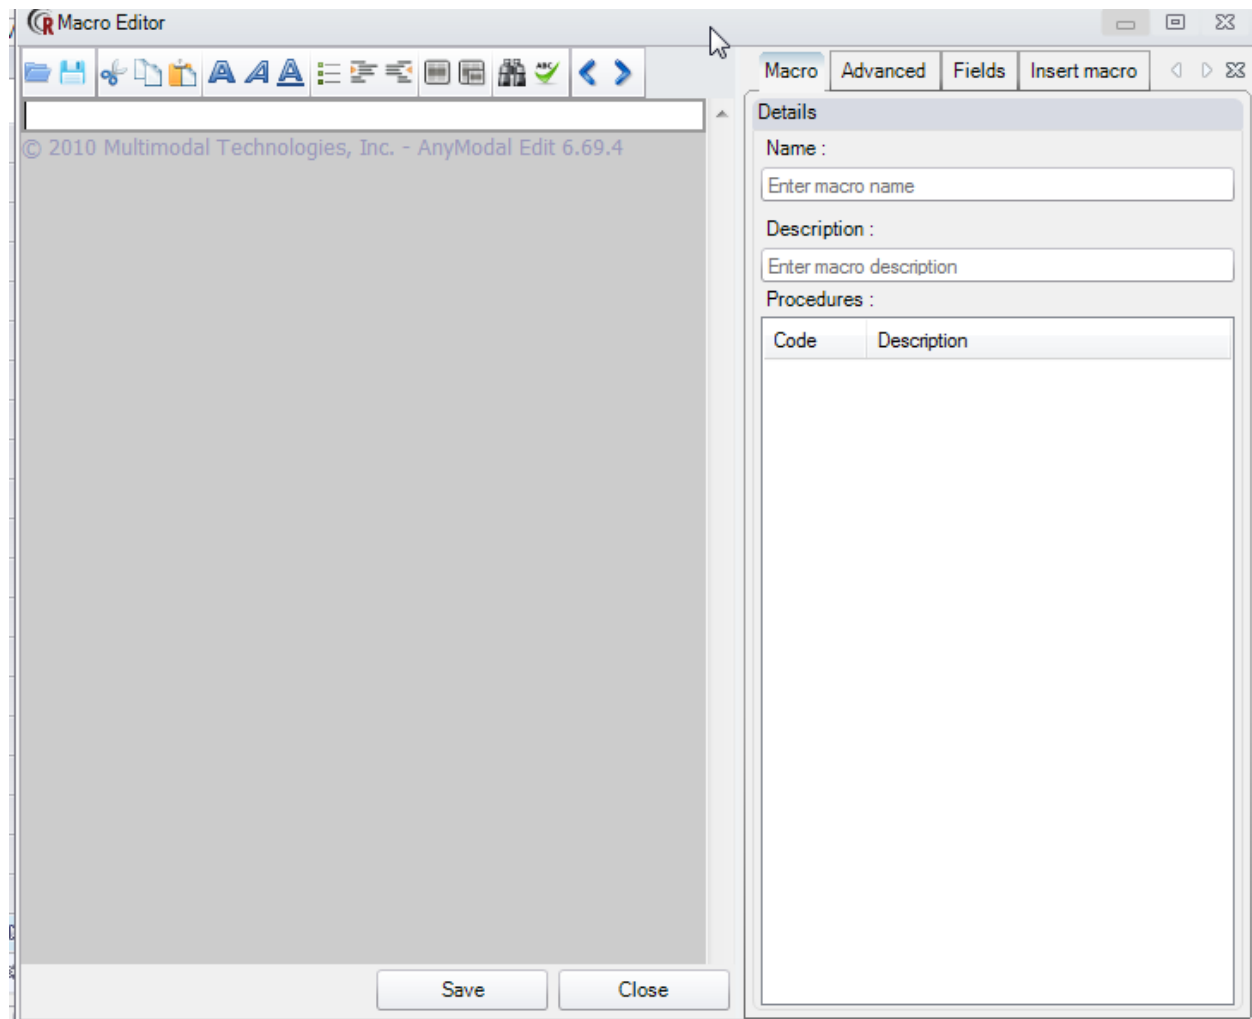 Macro Editor
ABC
Macro Advanced Fields Insert macro
© 2010 Multimodal Technologies, Inc. - AnyModal Edit 6.69.4
Details
Name :
Enter macro name
Description :
Enter macro description
Procedures :
Code Description
Save Close